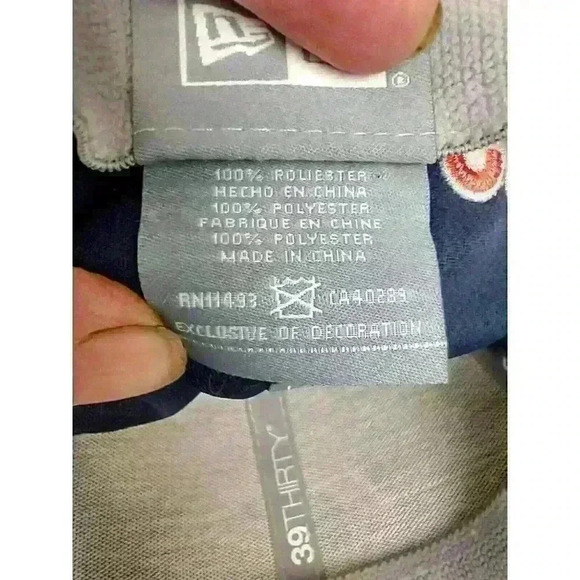 ®
100% POLIESTER
HECHO EN CHINA
100% POLYESTER
FABRIQUE EN CHINE
100% POLYESTER
MADE IN CHINA
RN11493 CA40289
EXCLUSIVE OF DECORATION
39THIRTY